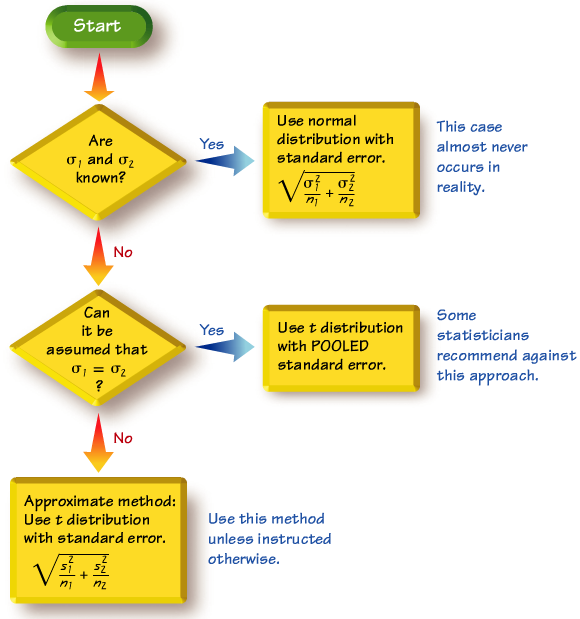 Start
Are
σ1 and σ2
known?
Yes
Use normal
distribution with
standard error.
√(σ1²/n1 + σ2²/n2)
This case
almost never
occurs in
reality.
No
Can
it be
assumed that
σ1 = σ2
?
Yes
Use t distribution
with POOLED
standard error.
Some
statisticians
recommend against
this approach.
No
Approximate method:
Use t distribution
with standard error.
√(s1²/n1 + s2²/n2)
Use this method
unless instructed
otherwise.